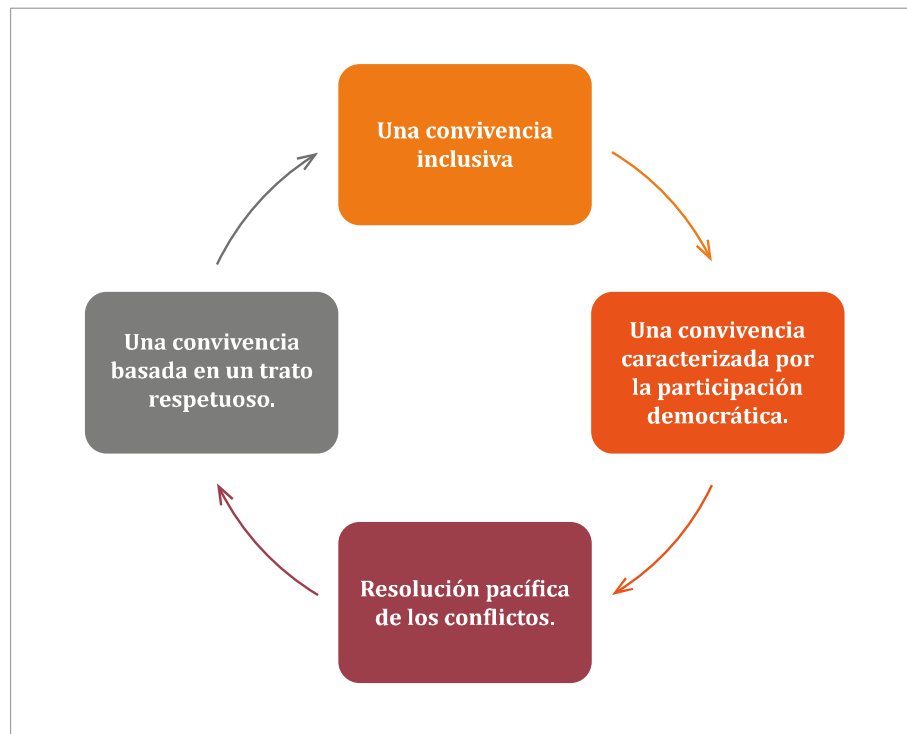 Una convivencia
inclusiva
Una convivencia
caracterizada por
la participación
democrática.
Resolución pacífica
de los conflictos.
Una convivencia
basada en un trato
respetuoso.